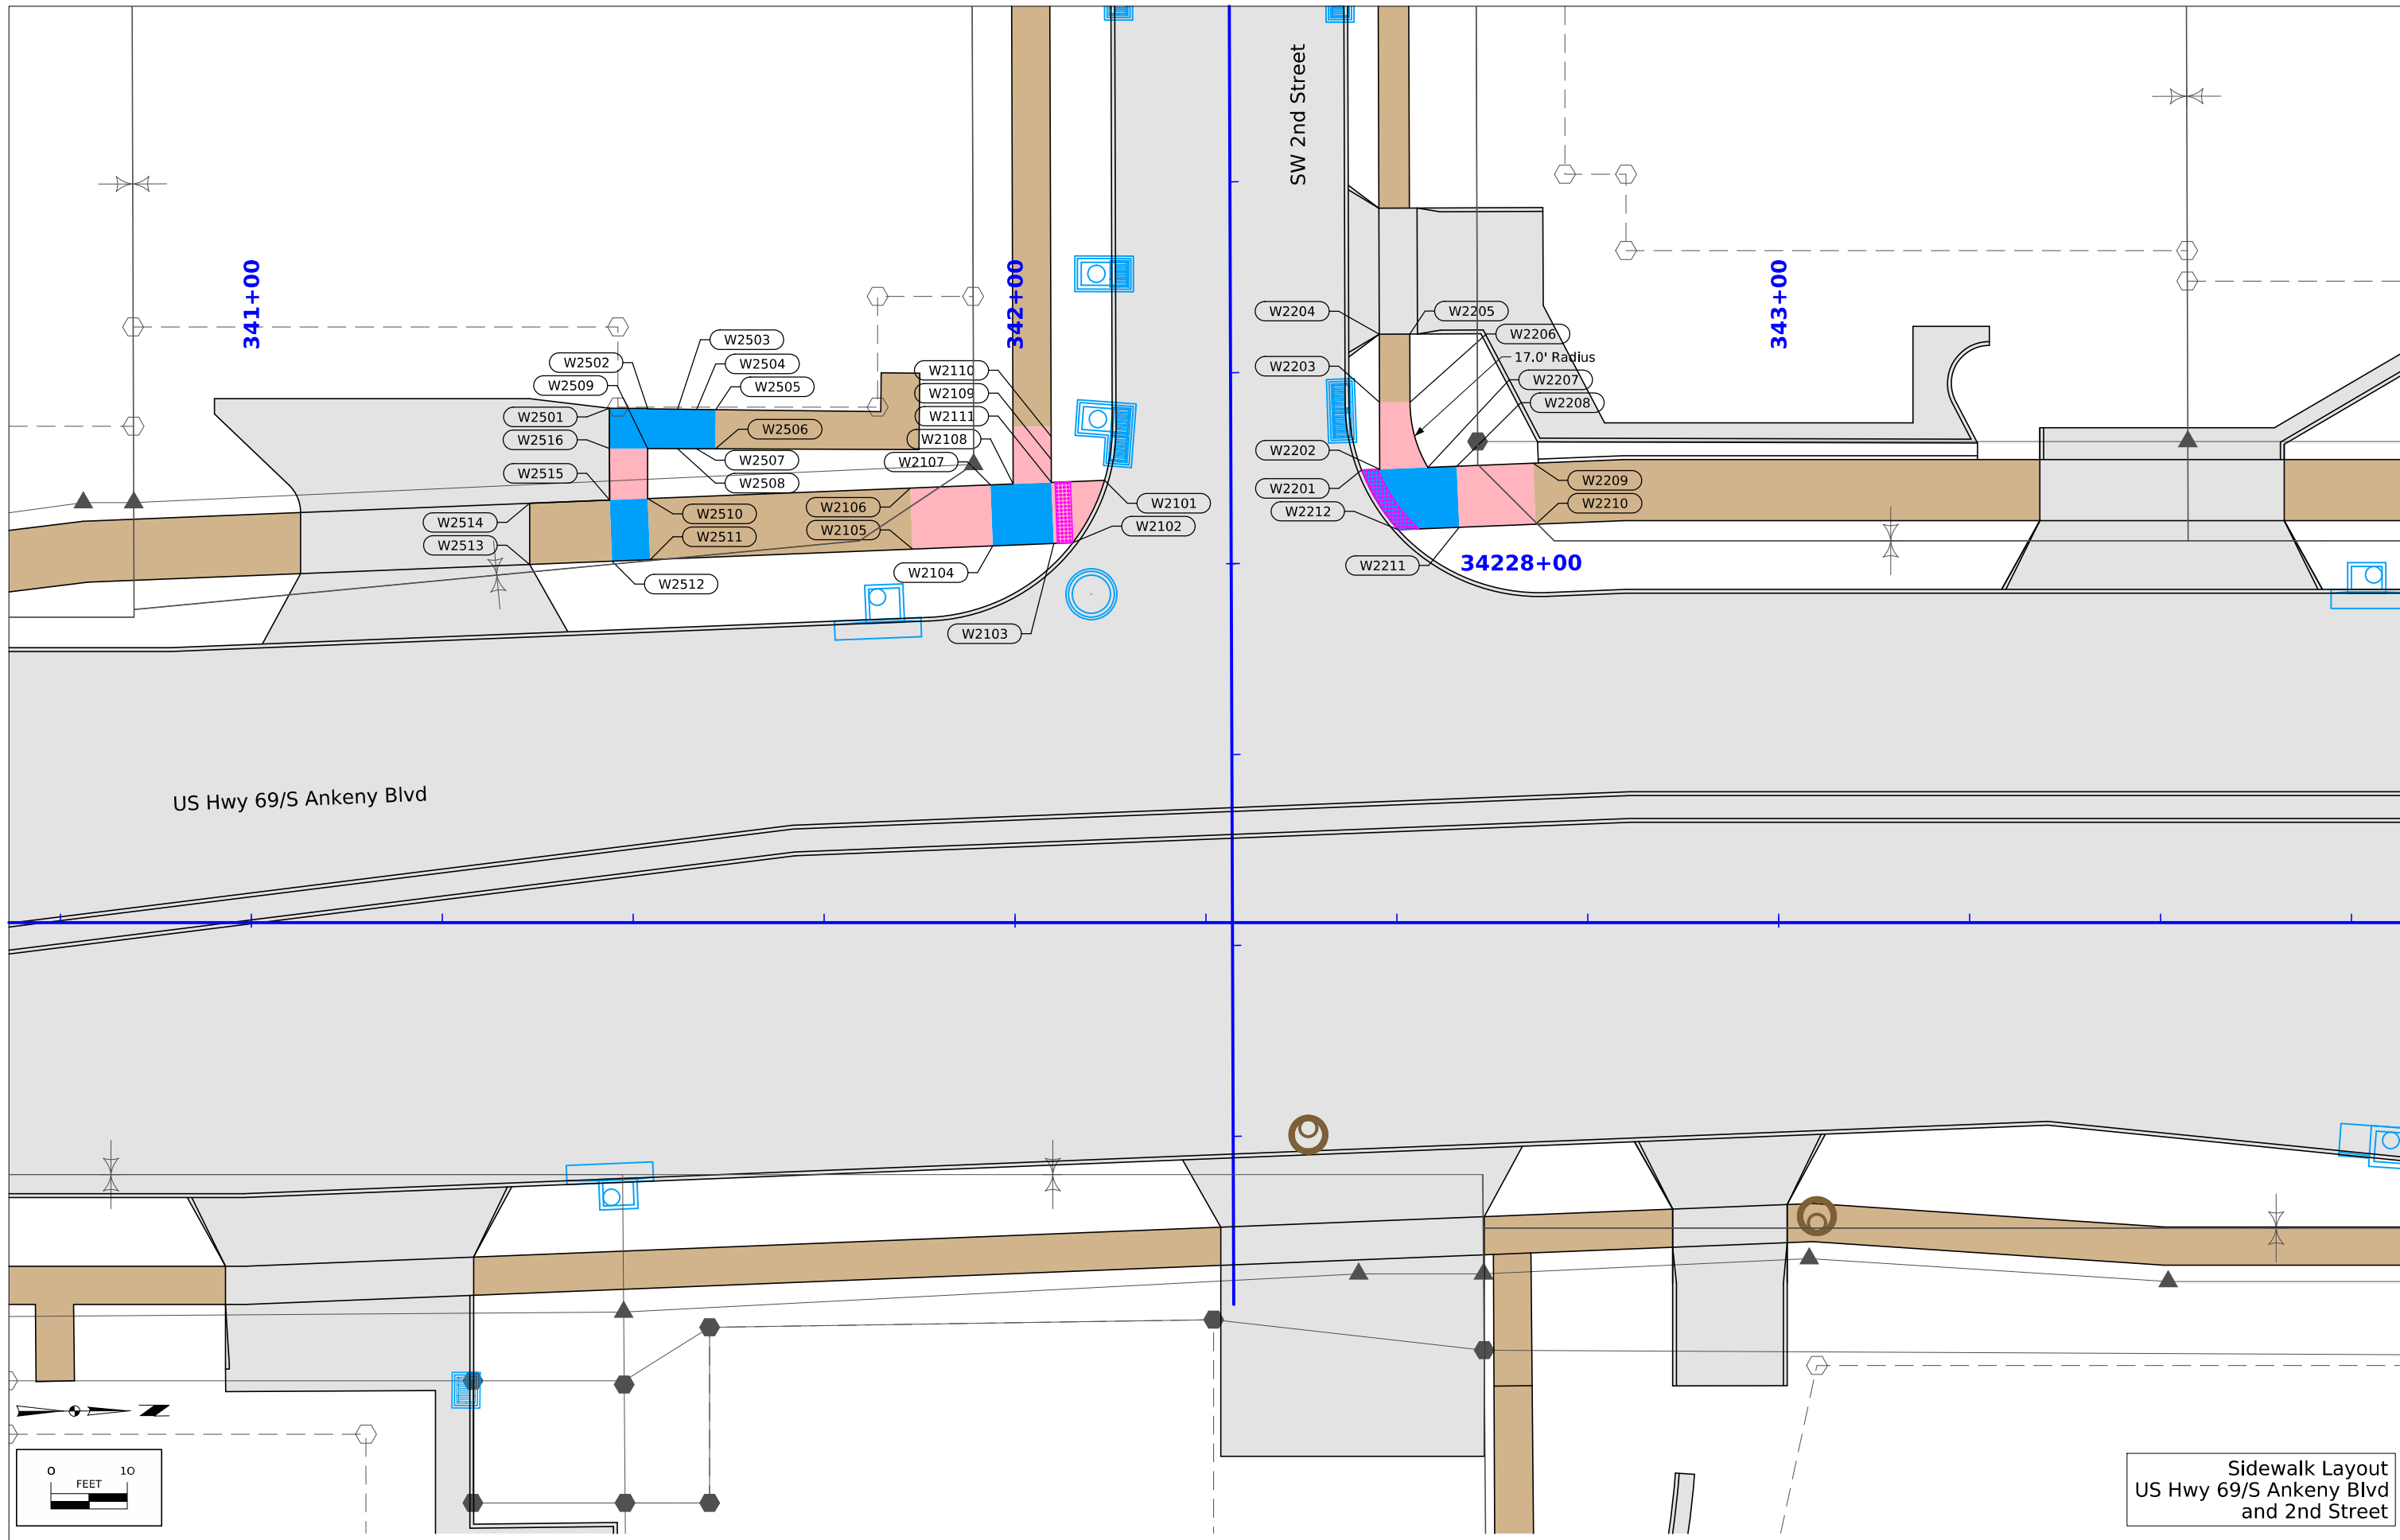 SW 2nd Street
341+00
342+00
343+00
W2503
W2502
W2504
W2509
W2505
W2501
W2506
W2516
W2507
W2515
W2508
W2514
W2510
W2513
W2511
W2512
W2110
W2109
W2111
W2108
W2107
W2106
W2105
W2104
W2103
W2101
W2102
W2204
W2205
W2206
17.0' Radius
W2203
W2207
W2208
W2202
W2209
W2201
W2210
W2212
W2211
34228+00
US Hwy 69/S Ankeny Blvd
0 10
FEET
Sidewalk Layout
US Hwy 69/S Ankeny Blvd
and 2nd Street